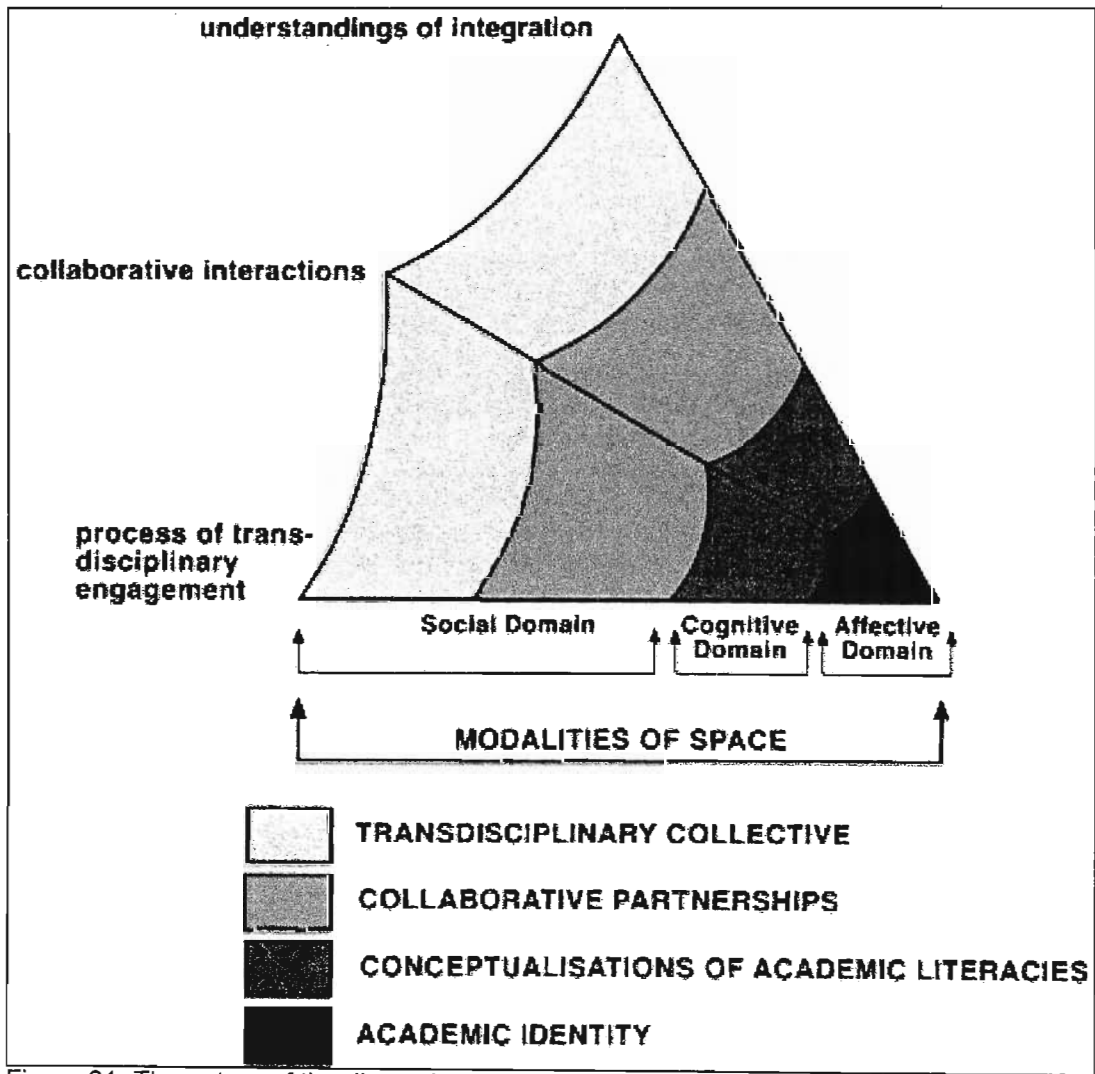 understandings of integration
collaborative interactions
process of trans-
disciplinary
engagement
Social Domain
Cognitive
Domain
Affective
Domain
MODALITIES OF SPACE
TRANSDISCIPLINARY COLLECTIVE
COLLABORATIVE PARTNERSHIPS
CONCEPTUALISATIONS OF ACADEMIC LITERACIES
ACADEMIC IDENTITY